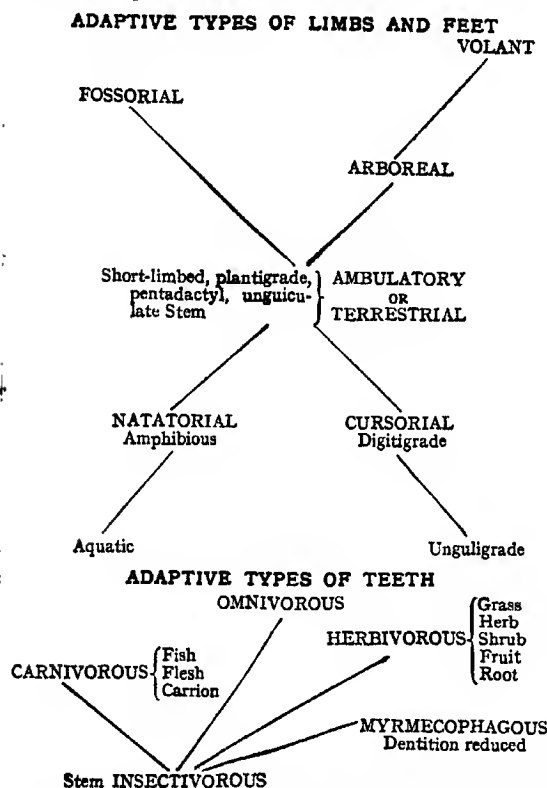 ADAPTIVE TYPES OF LIMBS AND FEET
VOLANT
FOSSORIAL
ARBOREAL
Short-limbed, plantigrade,
pentadactyl, unguicu-
late Stem
AMBULATORY
OR
TERRESTRIAL
NATATORIAL
Amphibious
CURSORIAL
Digitigrade
Aquatic
Unguligrade
ADAPTIVE TYPES OF TEETH
OMNIVOROUS
HERBIVOROUS
Grass
Herb
Shrub
Fruit
Root
CARNIVOROUS
Fish
Flesh
Carrion
MYRMECOPHAGOUS
Dentition reduced
Stem INSECTIVOROUS